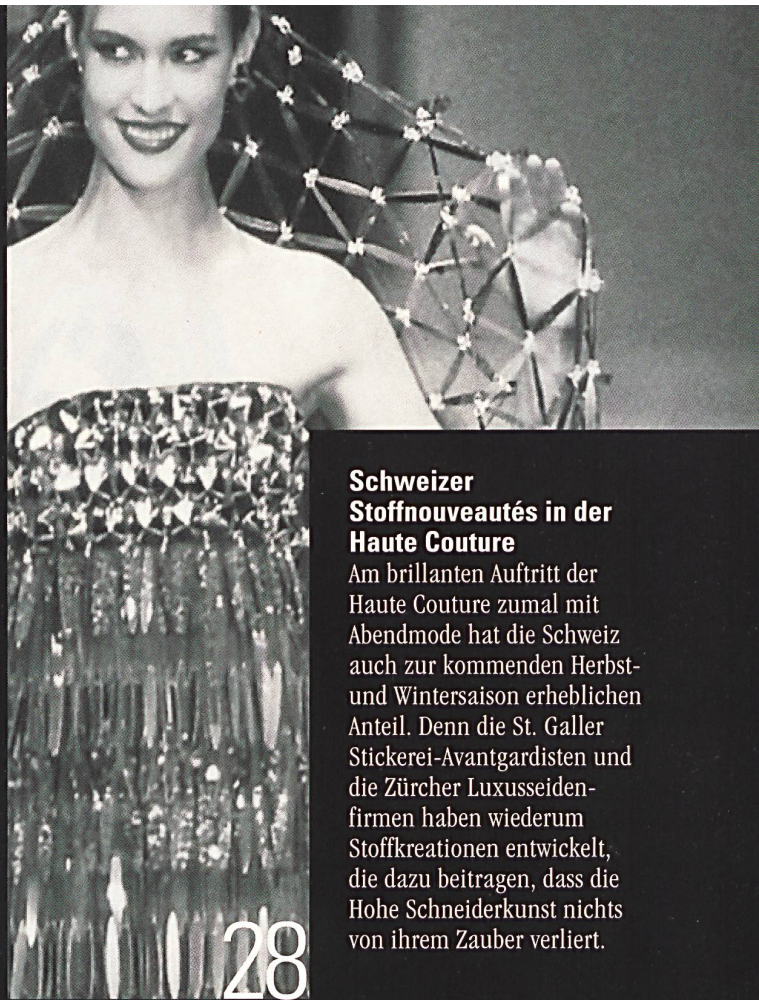 Schweizer
Stoffnouveautés in der
Haute Couture
Am brillanten Auftritt der
Haute Couture zumal mit
Abendmode hat die Schweiz
auch zur kommenden Herbst-
und Wintersaison erheblichen
Anteil. Denn die St. Galler
Stickerei-Avantgardisten und
die Zürcher Luxusseiden-
firmen haben wiederum
Stoffkreationen entwickelt,
die dazu beitragen, dass die
Hohe Schneiderkunst nichts
von ihrem Zauber verliert.
28